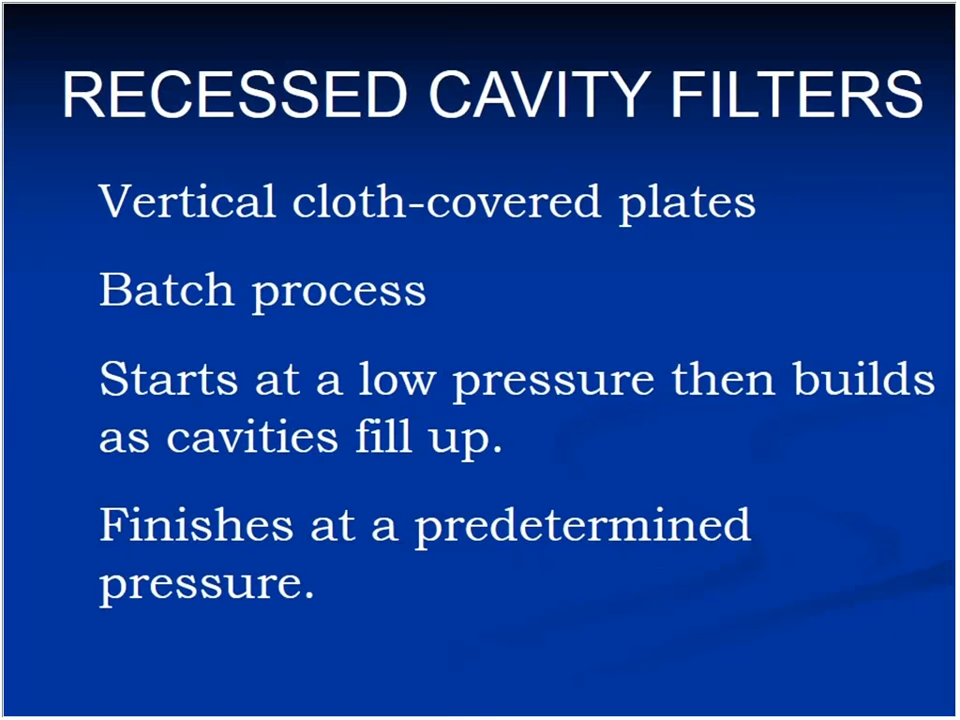 RECESSED CAVITY FILTERS
Vertical cloth-covered plates
Batch process
Starts at a low pressure then builds
as cavities fill up.
Finishes at a predetermined
pressure.